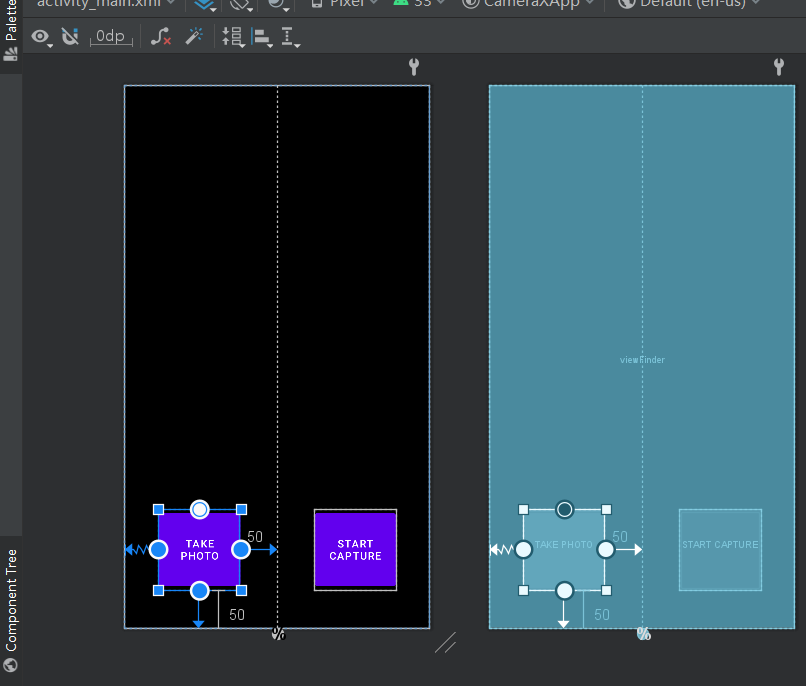 activity_main.xml
Pixel
33
CameraXApp
Default (en-us)
Palette
0dp
viewFinder
TAKE
PHOTO
50
START
CAPTURE
50
%
TAKE PHOTO
50
START CAPTURE
50
%
Component Tree